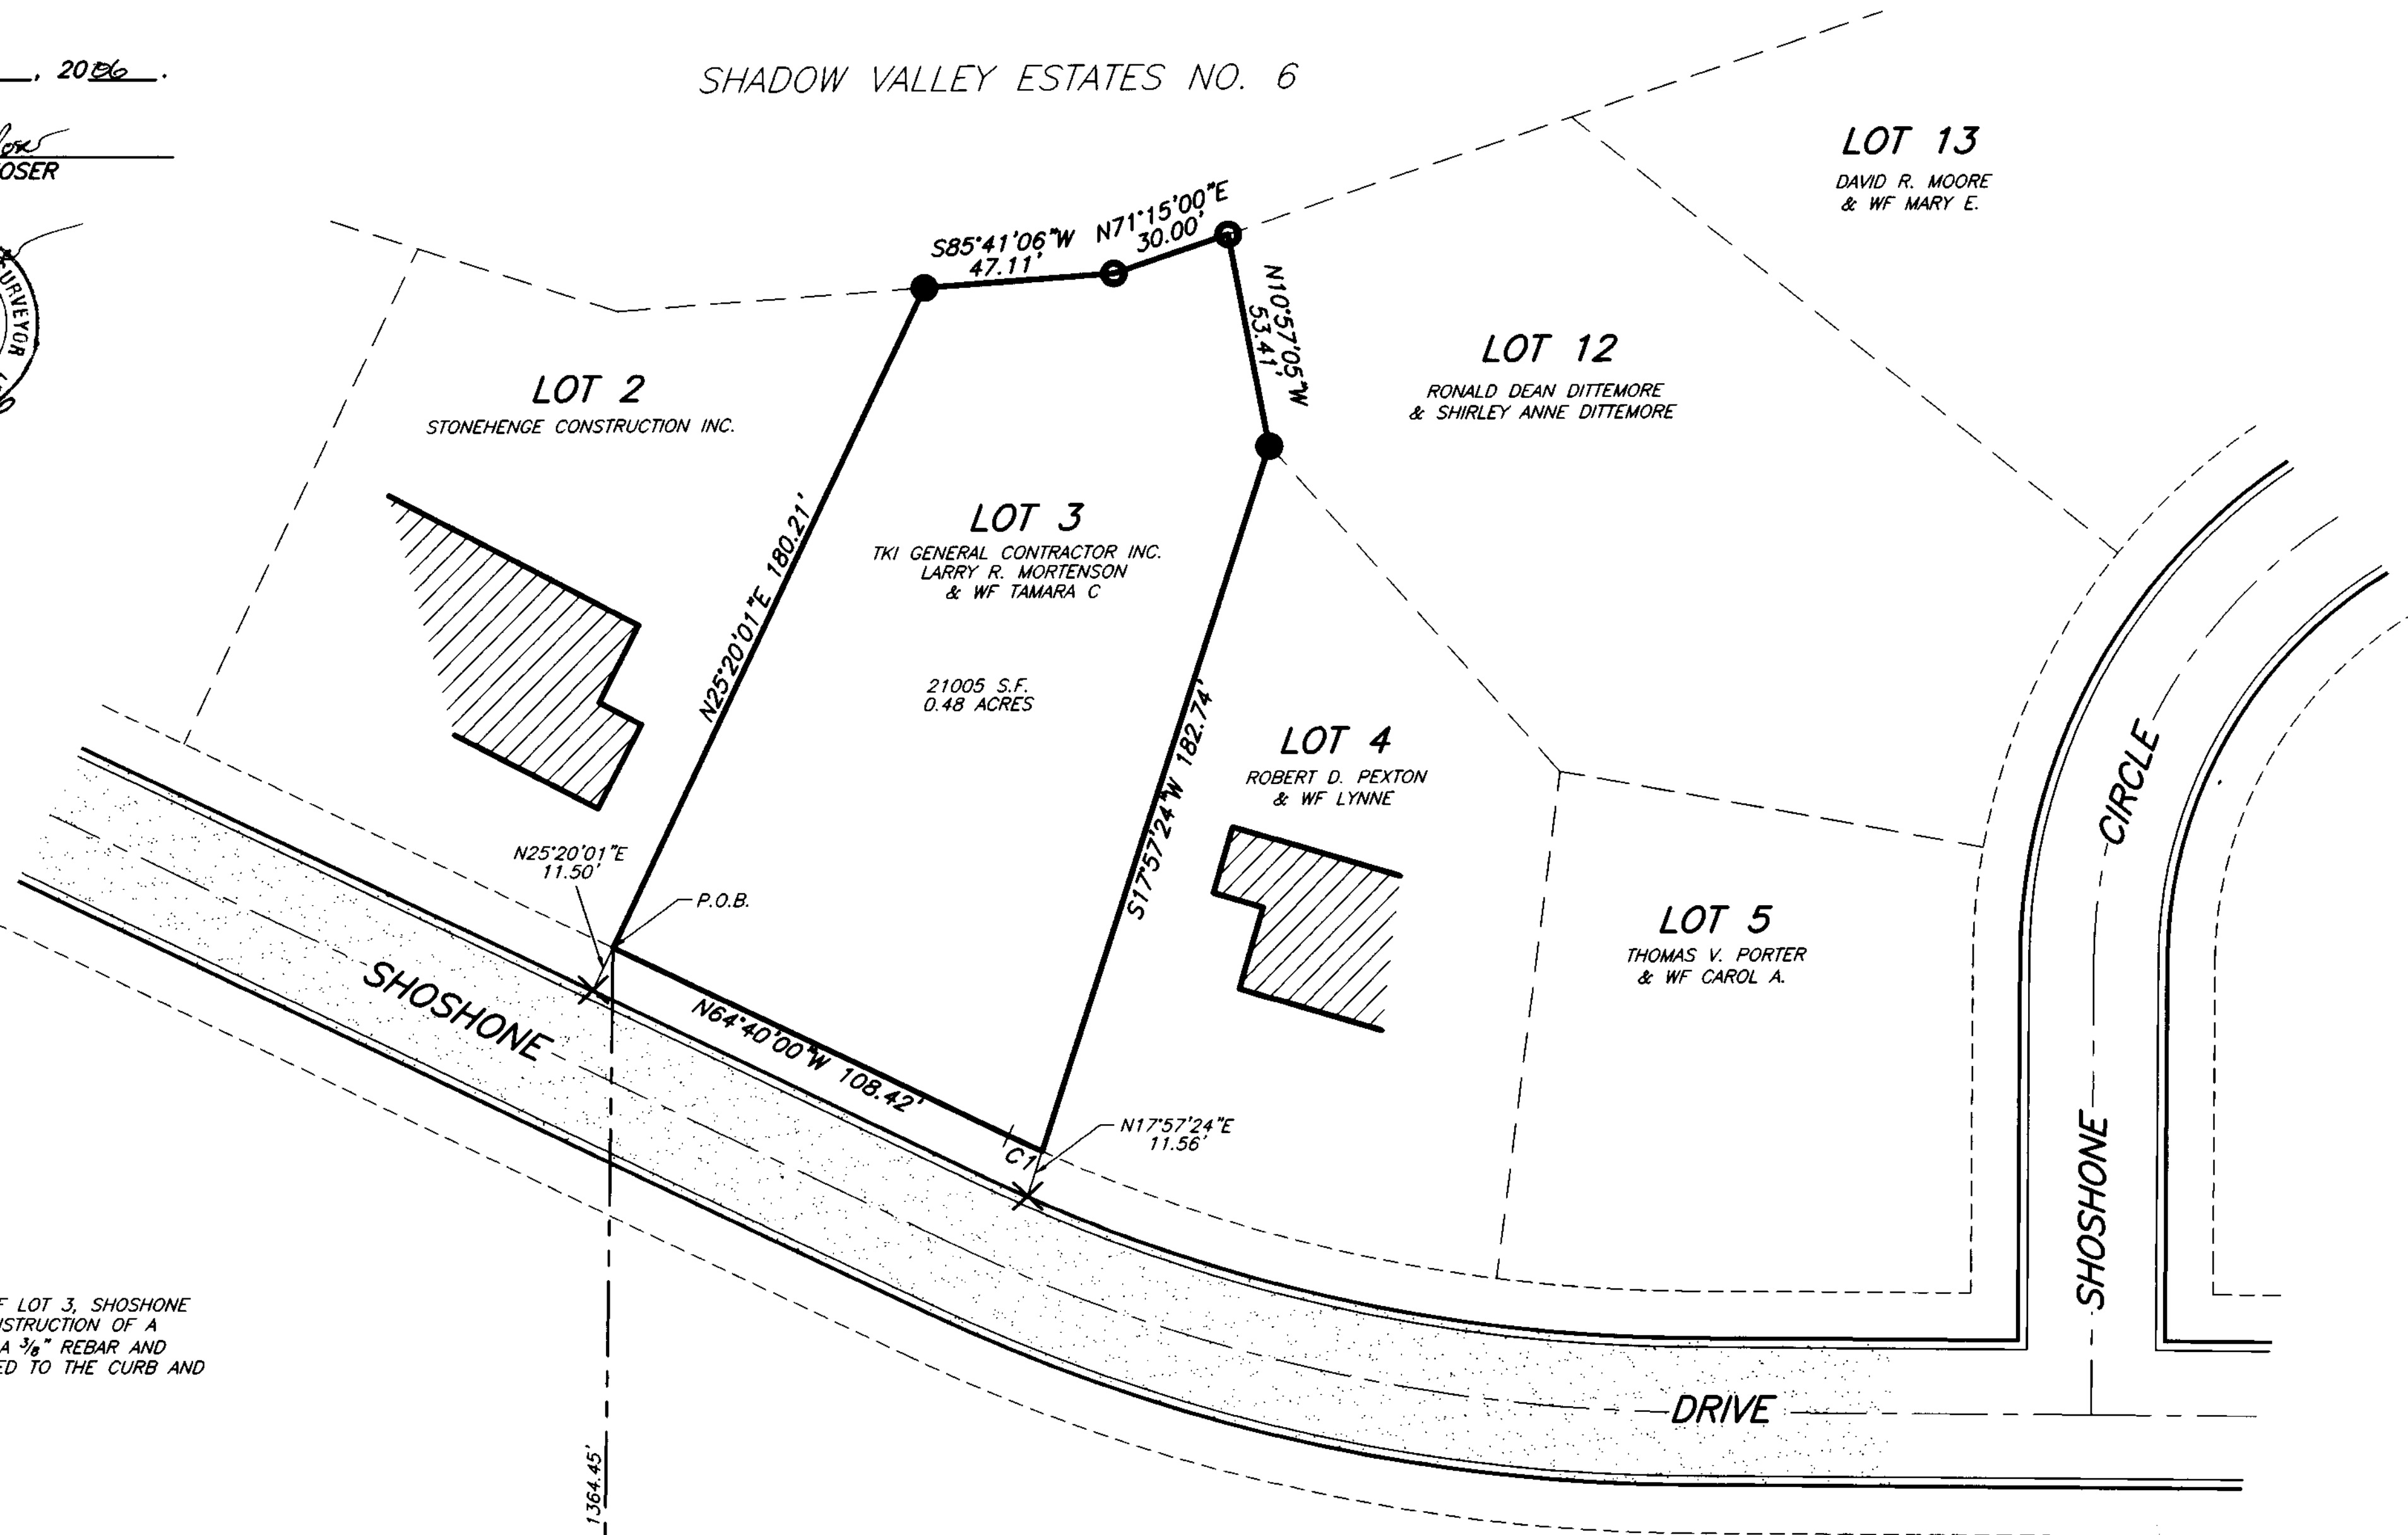 , 2006.
OSER
SURVEYOR
SHADOW VALLEY ESTATES NO. 6
LOT 13
DAVID R. MOORE
& WF MARY E.
S85°41'06"W
47.11'
N71°15'00"E
30.00'
N10°57'05"W
53.41'
LOT 12
RONALD DEAN DITTEMORE
& SHIRLEY ANNE DITTEMORE
LOT 2
STONEHENGE CONSTRUCTION INC.
N25°20'01"E 180.21'
LOT 3
TKI GENERAL CONTRACTOR INC.
LARRY R. MORTENSON
& WF TAMARA C
21005 S.F.
0.48 ACRES
S17°57'24"W 182.74'
LOT 4
ROBERT D. PEXTON
& WF LYNNE
LOT 5
THOMAS V. PORTER
& WF CAROL A.
N25°20'01"E
11.50'
P.O.B.
N64°40'00"W 108.42'
C1
N17°57'24"E
11.56'
SHOSHONE
DRIVE
SHOSHONE
CIRCLE
1364.45'
F LOT 3, SHOSHONE
NSTRUCTION OF A
A 3/8" REBAR AND
ED TO THE CURB AND